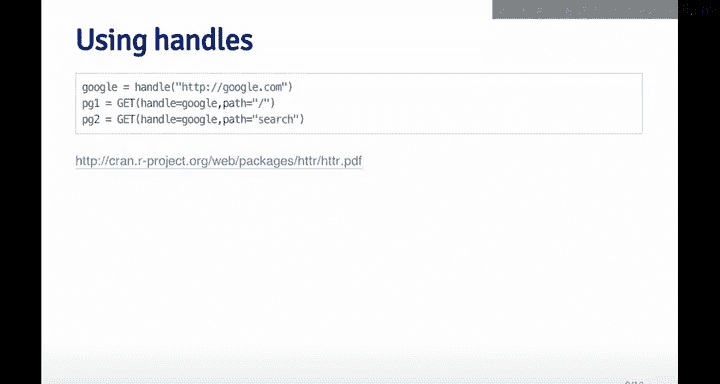 Using handles
google = handle("http://google.com")
pg1 = GET(handle=google,path="/")
pg2 = GET(handle=google,path="search")
http://cran.r-project.org/web/packages/httr/httr.pdf